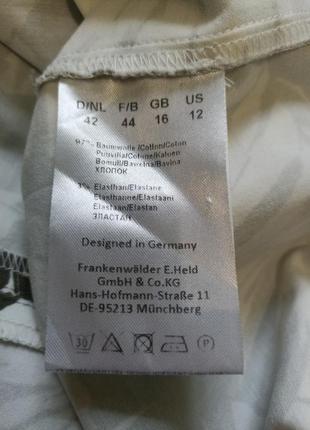 D/NL F/B GB US
42 44 16 12
97% Baumwolle/Cotton/Coton
Puuvilla/Cotone/Katoen
Bomull/Bavlna
ХЛОПОК
3% Elasthan/Elastane
Elasthanne/Elastaani
Elastaan/Elastan
ЭЛАСТАН
Designed in Germany
Frankenwälder E.Held
GmbH & Co.KG
Hans-Hofmann-Straße 11
DE-95213 Münchberg
30 P